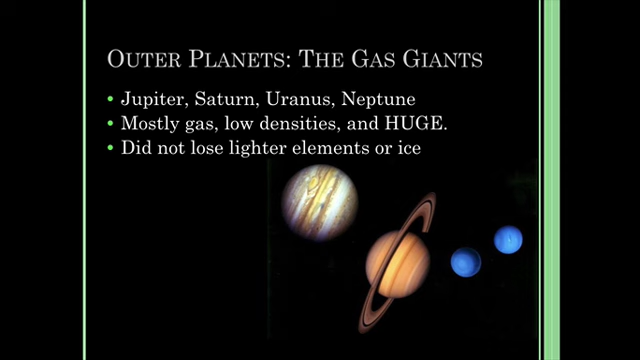 Outer Planets: The Gas Giants
• Jupiter, Saturn, Uranus, Neptune
• Mostly gas, low densities, and HUGE.
• Did not lose lighter elements or ice